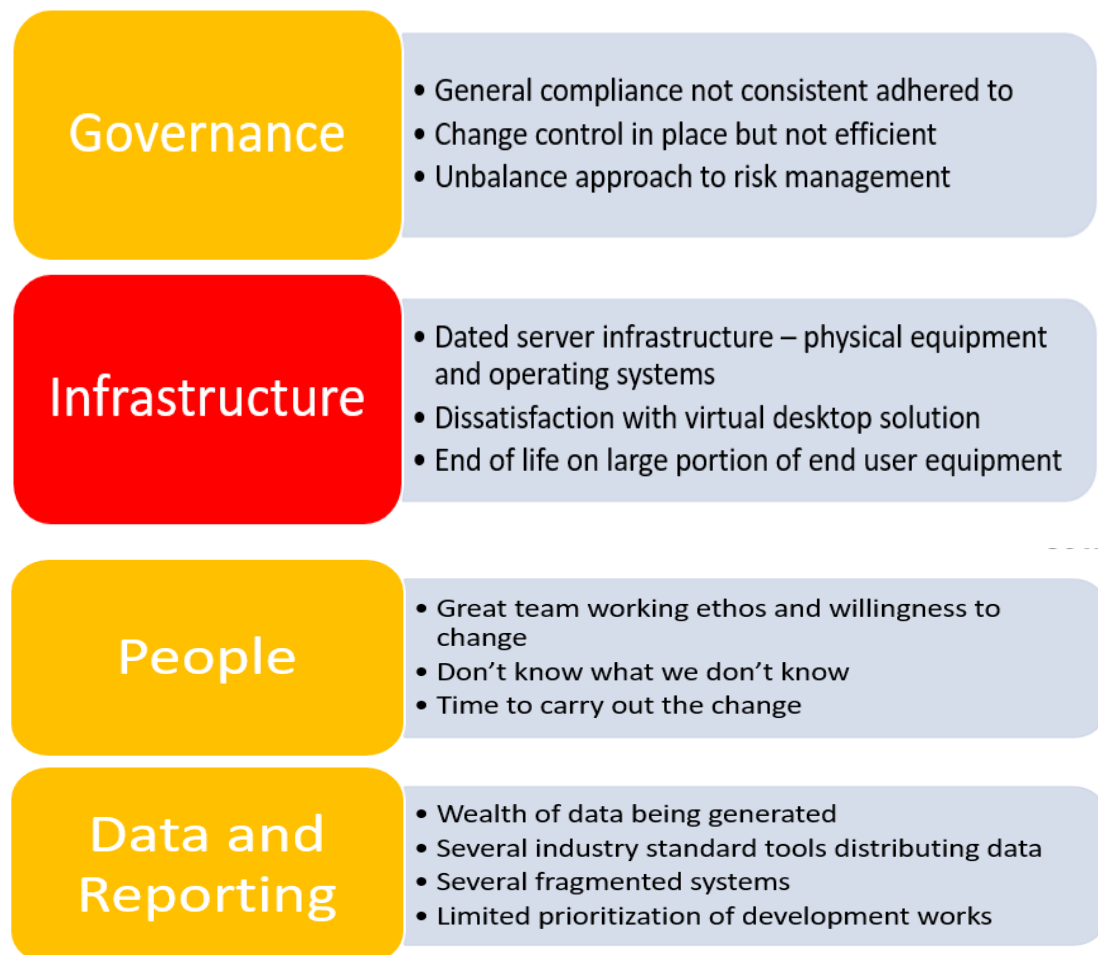 Governance
• General compliance not consistent adhered to
• Change control in place but not efficient
• Unbalance approach to risk management
Infrastructure
• Dated server infrastructure – physical equipment
and operating systems
• Dissatisfaction with virtual desktop solution
• End of life on large portion of end user equipment
People
• Great team working ethos and willingness to
change
• Don’t know what we don’t know
• Time to carry out the change
Data and
Reporting
• Wealth of data being generated
• Several industry standard tools distributing data
• Several fragmented systems
• Limited prioritization of development works